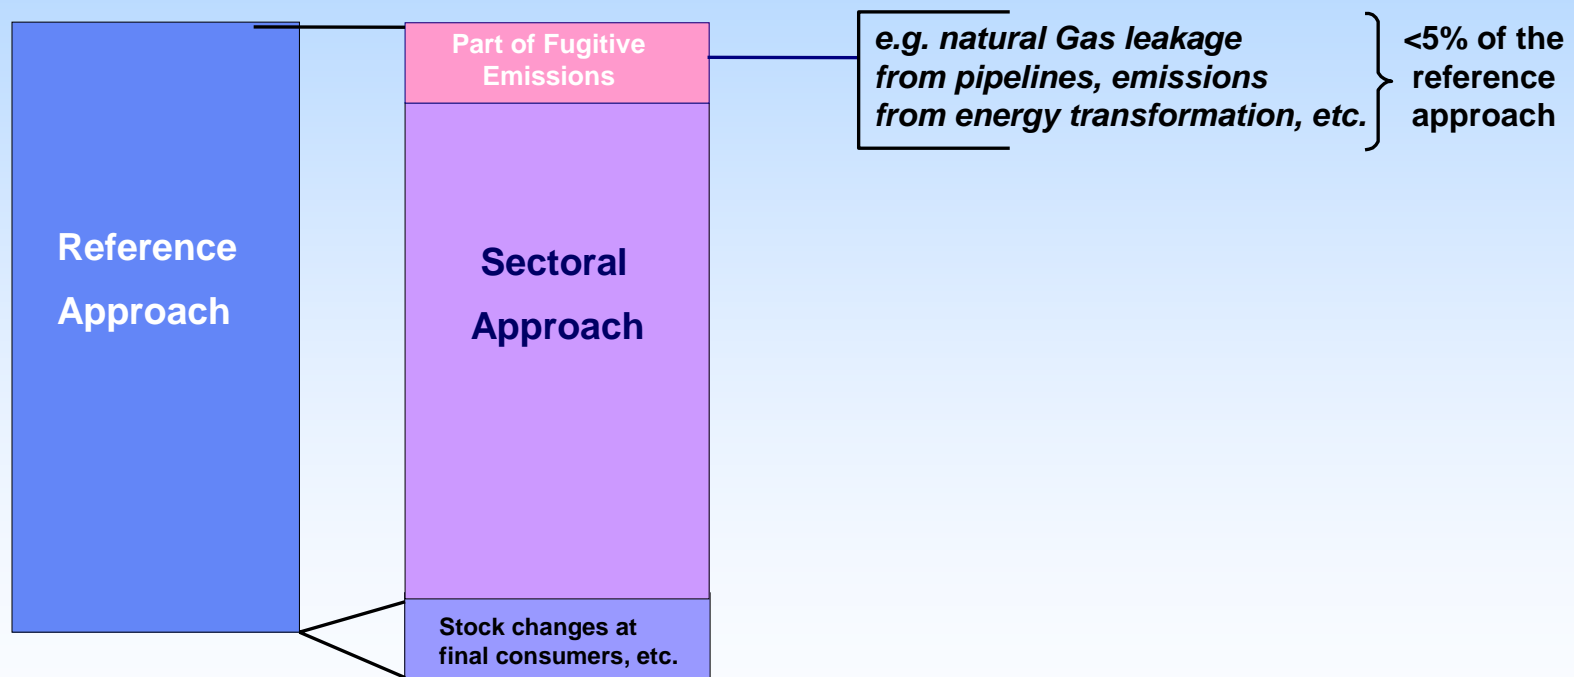 Reference
Approach
Part of Fugitive
Emissions
Sectoral
Approach
Stock changes at
final consumers, etc.
e.g. natural Gas leakage
from pipelines, emissions
from energy transformation, etc.
<5% of the
reference
approach